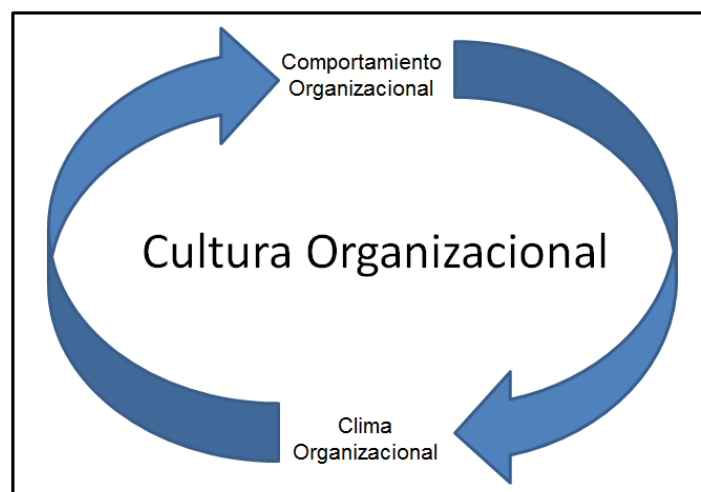 Comportamiento
Organizacional
Cultura Organizacional
Clima
Organizacional